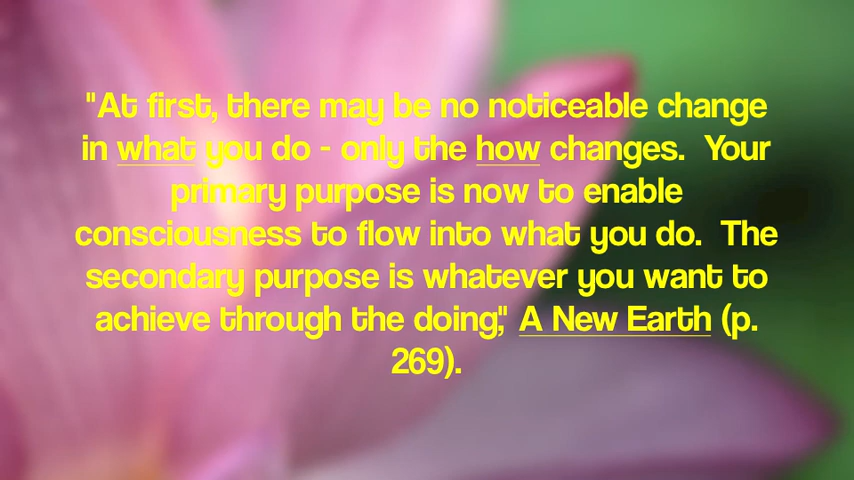 "At first, there may be no noticeable change
in what you do - only the how changes.  Your
primary purpose is now to enable
consciousness to flow into what you do.  The
secondary purpose is whatever you want to
achieve through the doing," A New Earth (p.
269).